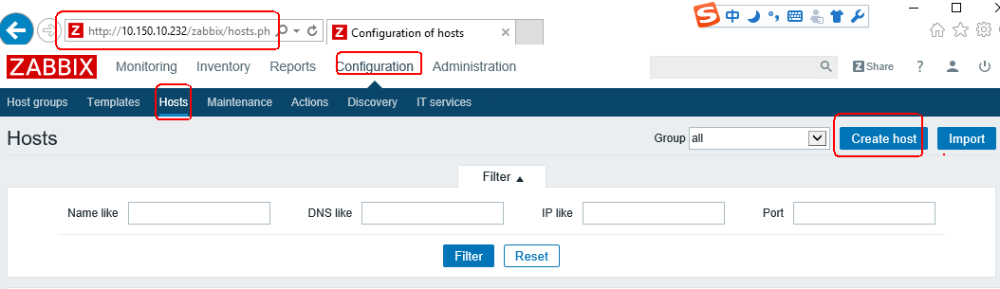 中
Z http://10.150.10.232/zabbix/hosts.ph
Z Configuration of hosts
ZABBIX Monitoring Inventory Reports Configuration Administration Z Share ?
Host groups Templates Hosts Maintenance Actions Discovery IT services
Hosts Group all Create host Import
Filter
Name like DNS like IP like Port
Filter Reset